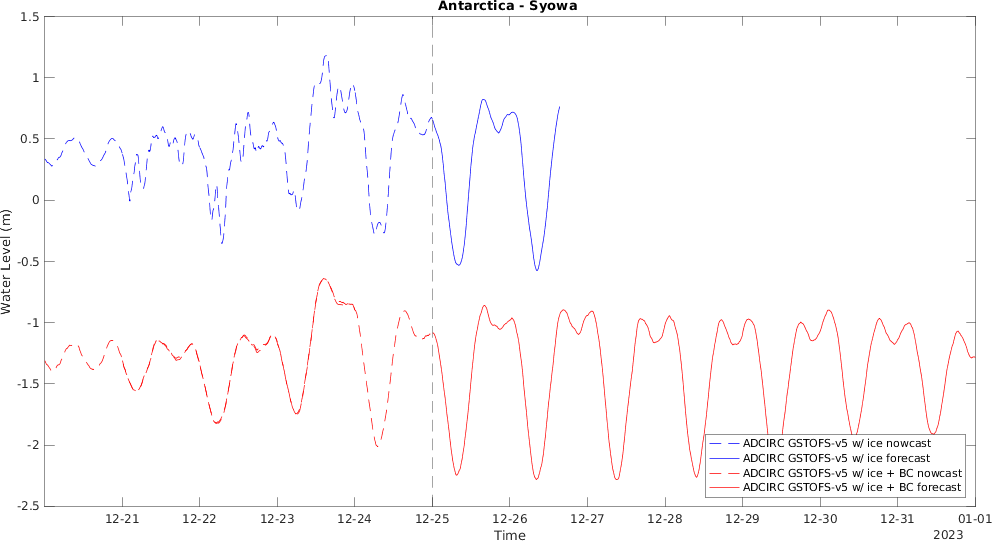 Antarctica - Syowa
1.5
1
0.5
0
-0.5
-1
-1.5
-2
-2.5
Water Level (m)
ADCIRC GSTOFS-v5 w/ ice nowcast
ADCIRC GSTOFS-v5 w/ ice forecast
ADCIRC GSTOFS-v5 w/ ice + BC nowcast
ADCIRC GSTOFS-v5 w/ ice + BC forecast
12-21 12-22 12-23 12-24 12-25 12-26 12-27 12-28 12-29 12-30 12-31 01-01
Time 2023